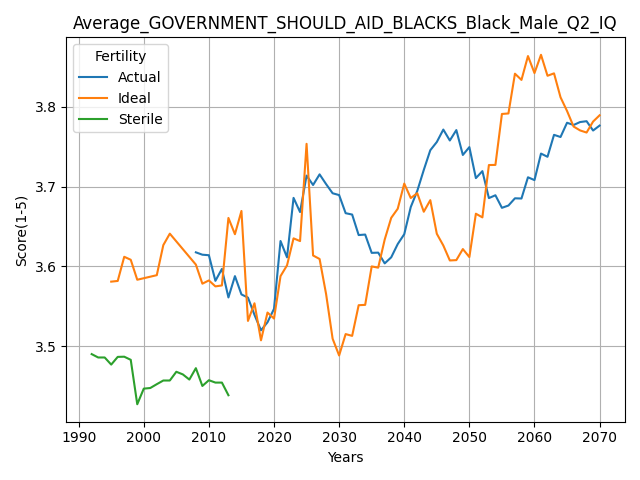 Average_GOVERNMENT_SHOULD_AID_BLACKS_Black_Male_Q2_IQ
Fertility
Actual
Ideal
Sterile
Score(1-5)
3.8
3.7
3.6
3.5
1990 2000 2010 2020 2030 2040 2050 2060 2070
Years